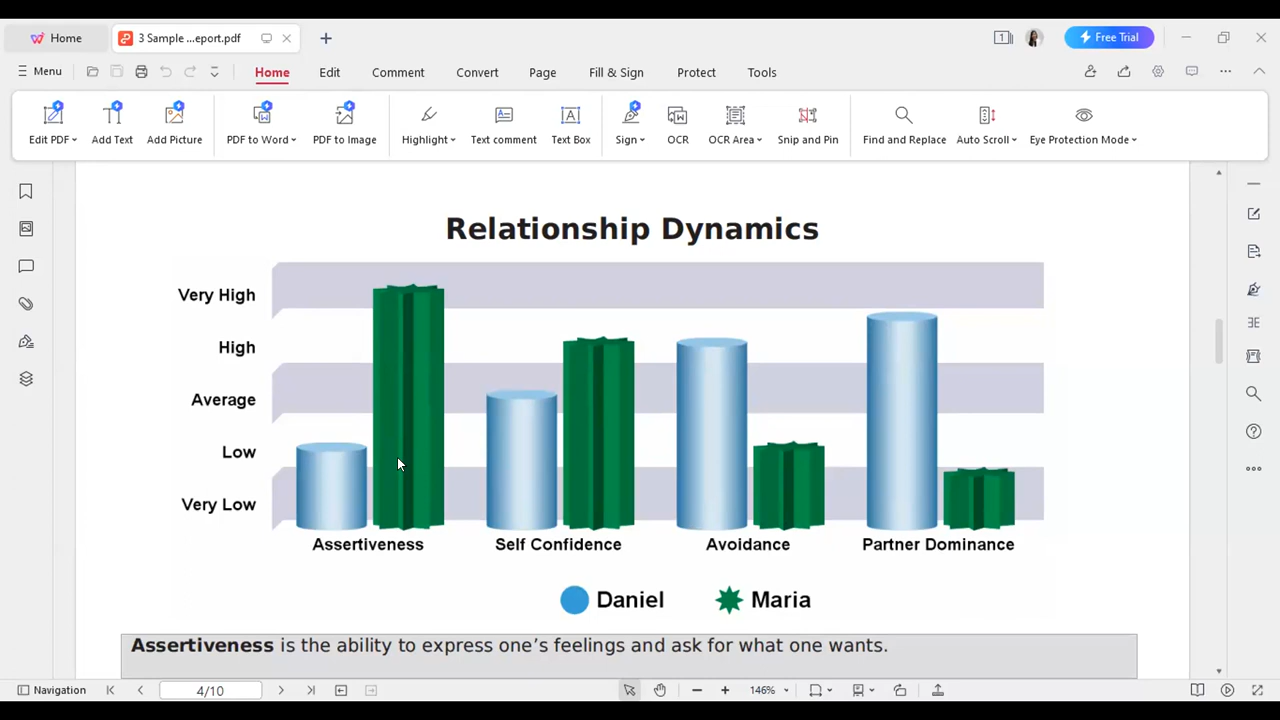 Home
3 Sample ...eport.pdf
1
Free Trial
Menu
Home
Edit
Comment
Convert
Page
Fill & Sign
Protect
Tools
Edit PDF
Add Text
Add Picture
PDF to Word
PDF to Image
Highlight
Text comment
Text Box
Sign
OCR
OCR Area
Snip and Pin
Find and Replace
Auto Scroll
Eye Protection Mode
Relationship Dynamics
Very High
High
Average
Low
Very Low
Assertiveness
Self Confidence
Avoidance
Partner Dominance
Daniel
Maria
Assertiveness is the ability to express one’s feelings and ask for what one wants.
Navigation
4/10
146%